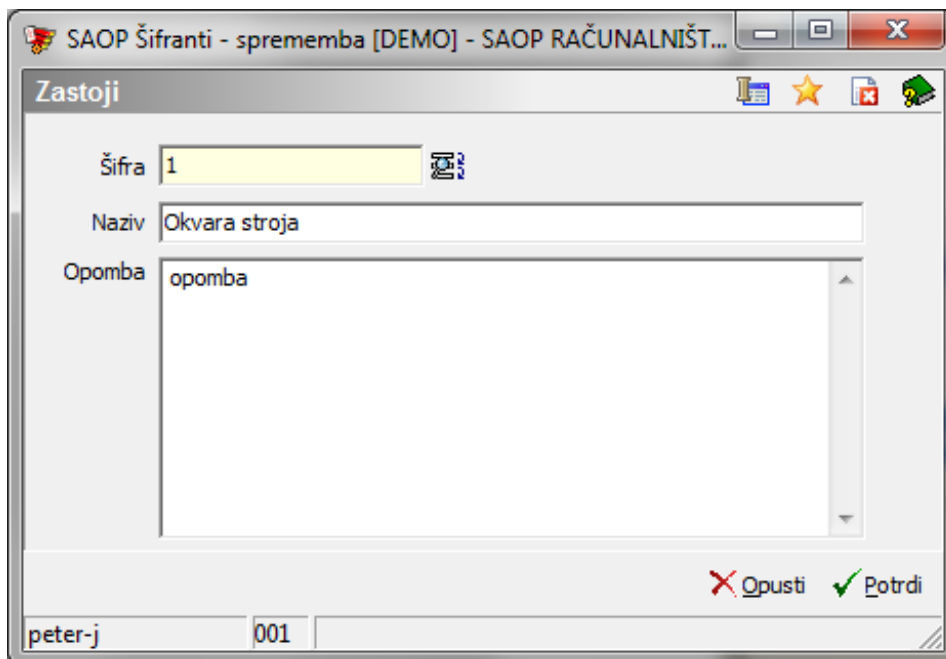 SAOP Šifranti - sprememba [DEMO] - SAOP RAČUNALNIŠT...
Zastoji
Šifra 1
Naziv Okvara stroja
Opomba opomba
Opusti Potrdi
peter-j 001